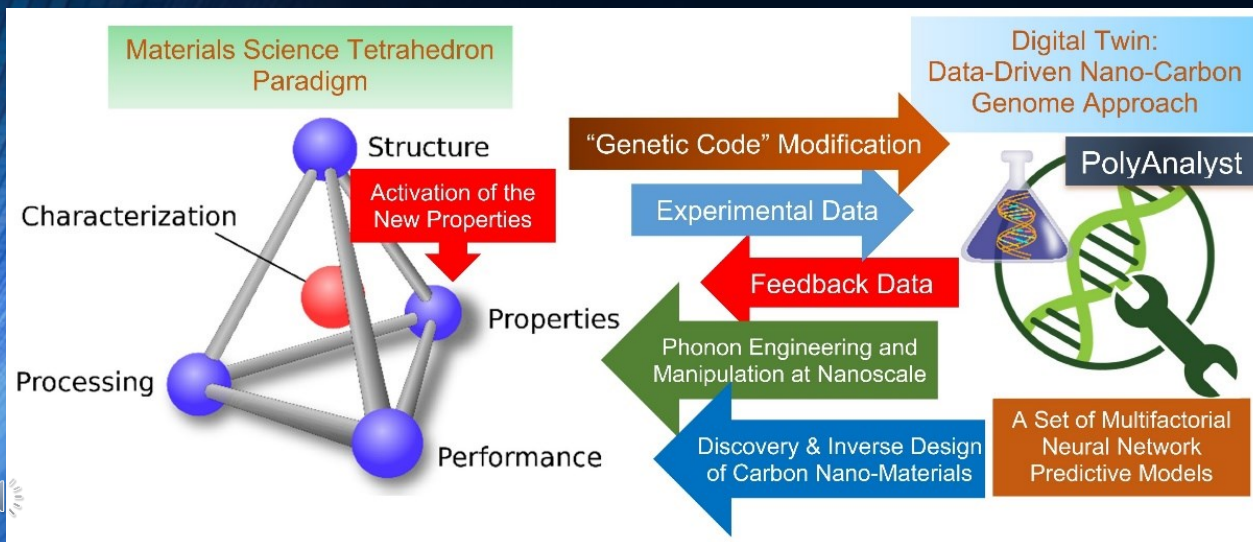 Materials Science Tetrahedron
Paradigm
Structure
Characterization
Activation of the
New Properties
Properties
Processing
Performance
"Genetic Code" Modification
Experimental Data
Feedback Data
Phonon Engineering and
Manipulation at Nanoscale
Discovery & Inverse Design
of Carbon Nano-Materials
Digital Twin:
Data-Driven Nano-Carbon
Genome Approach
PolyAnalyst
A Set of Multifactorial
Neural Network
Predictive Models